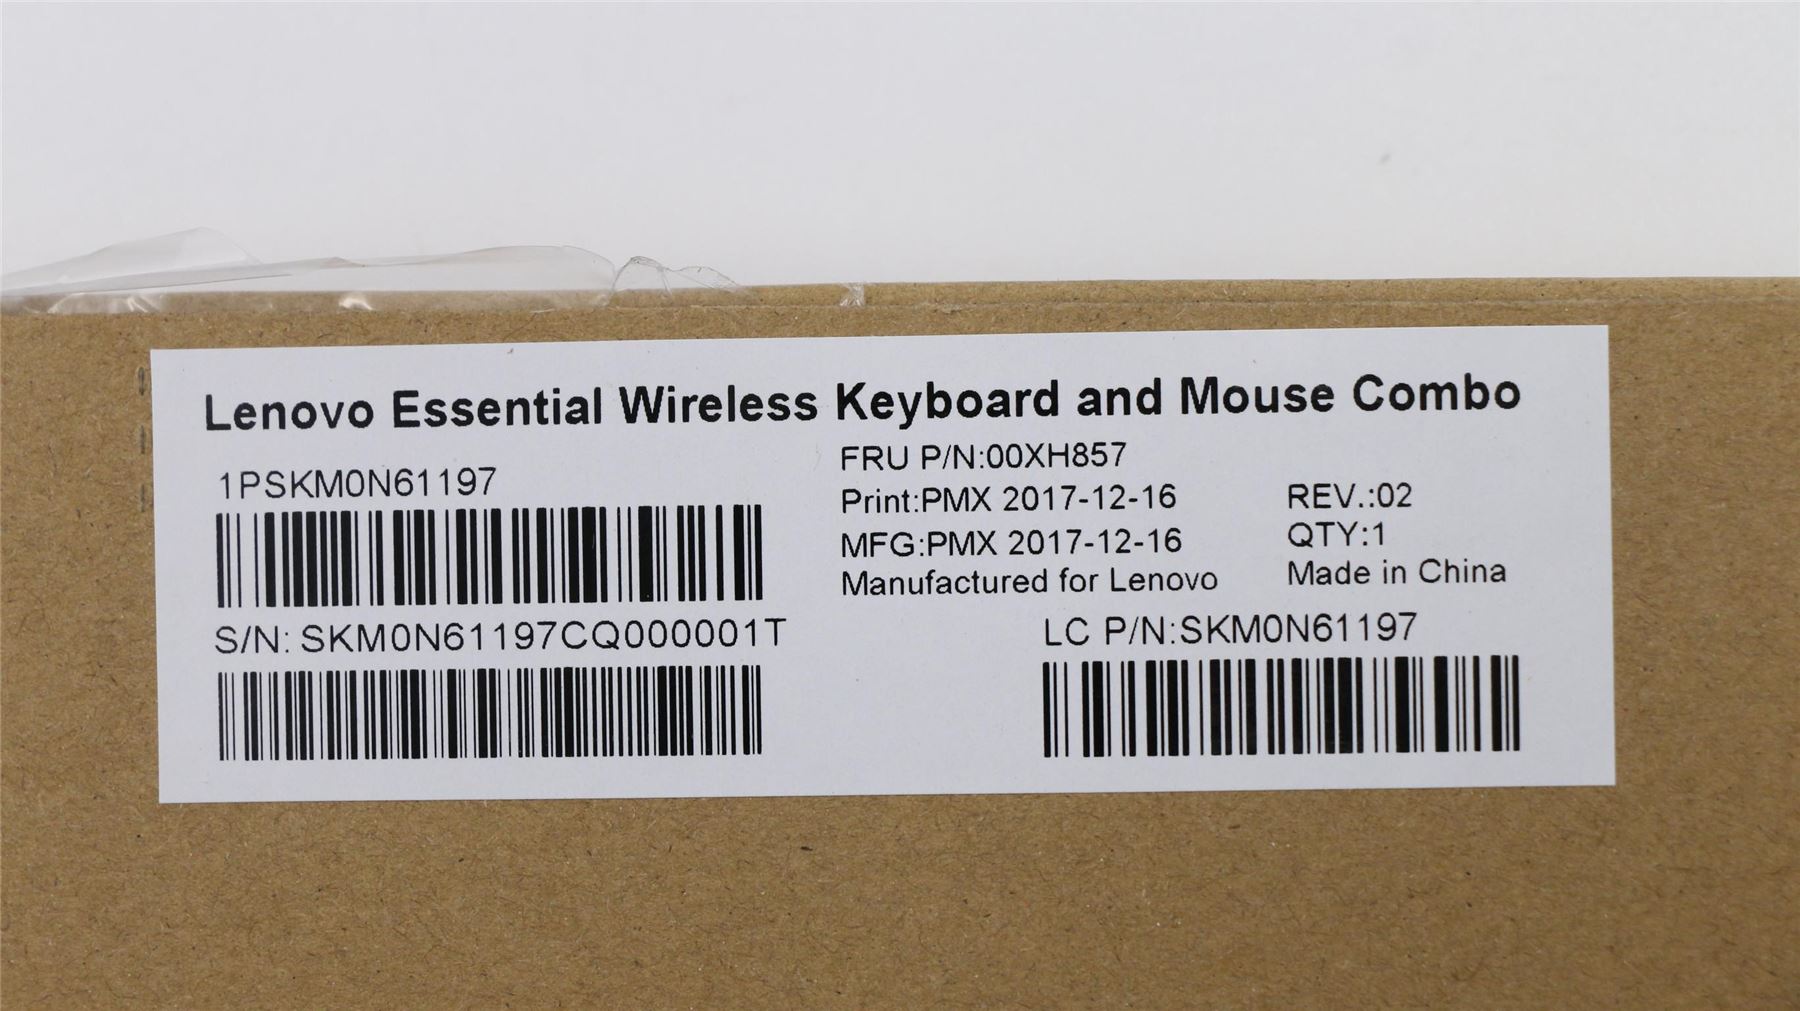 Lenovo Essential Wireless Keyboard and Mouse Combo
1PSKM0N61197
FRU P/N:00XH857
Print:PMX 2017-12-16
REV.:02
MFG:PMX 2017-12-16
QTY:1
Manufactured for Lenovo
Made in China
S/N: SKM0N61197CQ000001T
LC P/N:SKM0N61197